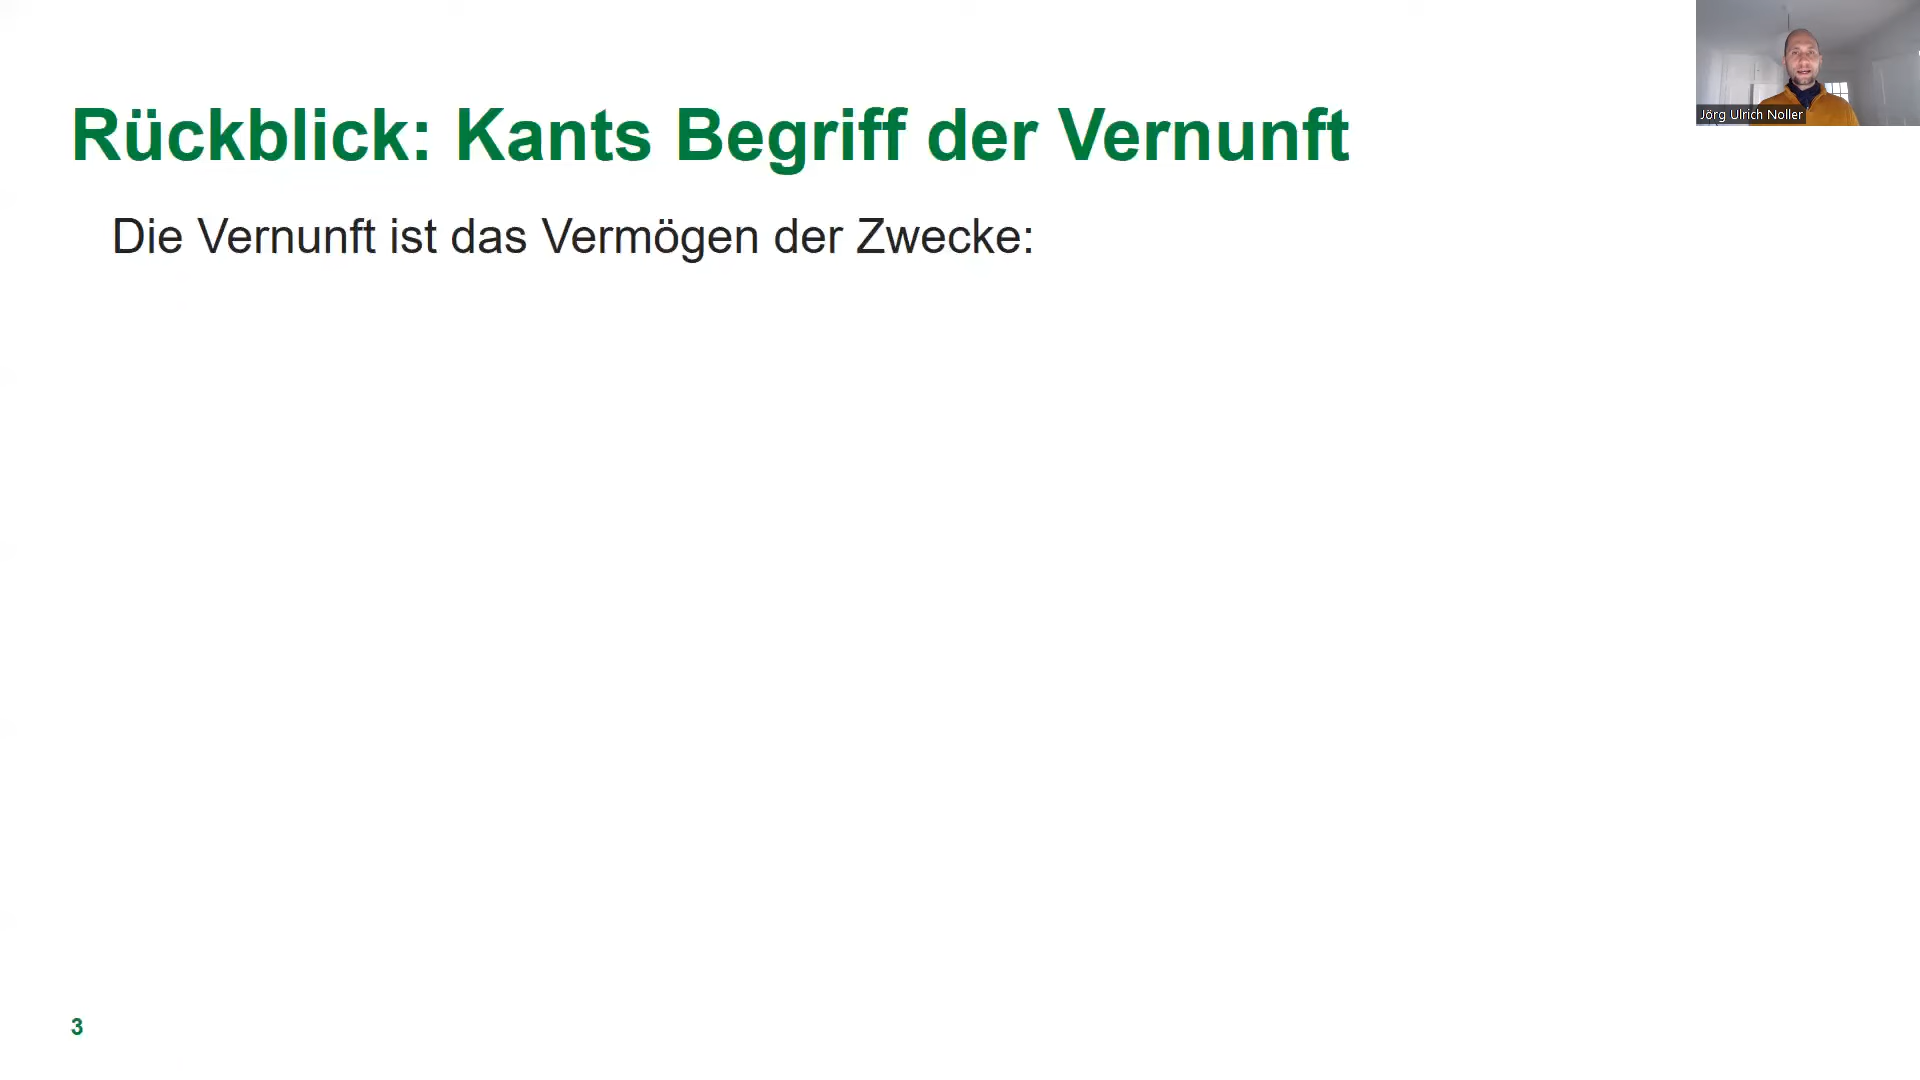 Rückblick: Kants Begriff der Vernunft
Jörg Ulrich Noller
Die Vernunft ist das Vermögen der Zwecke:
3